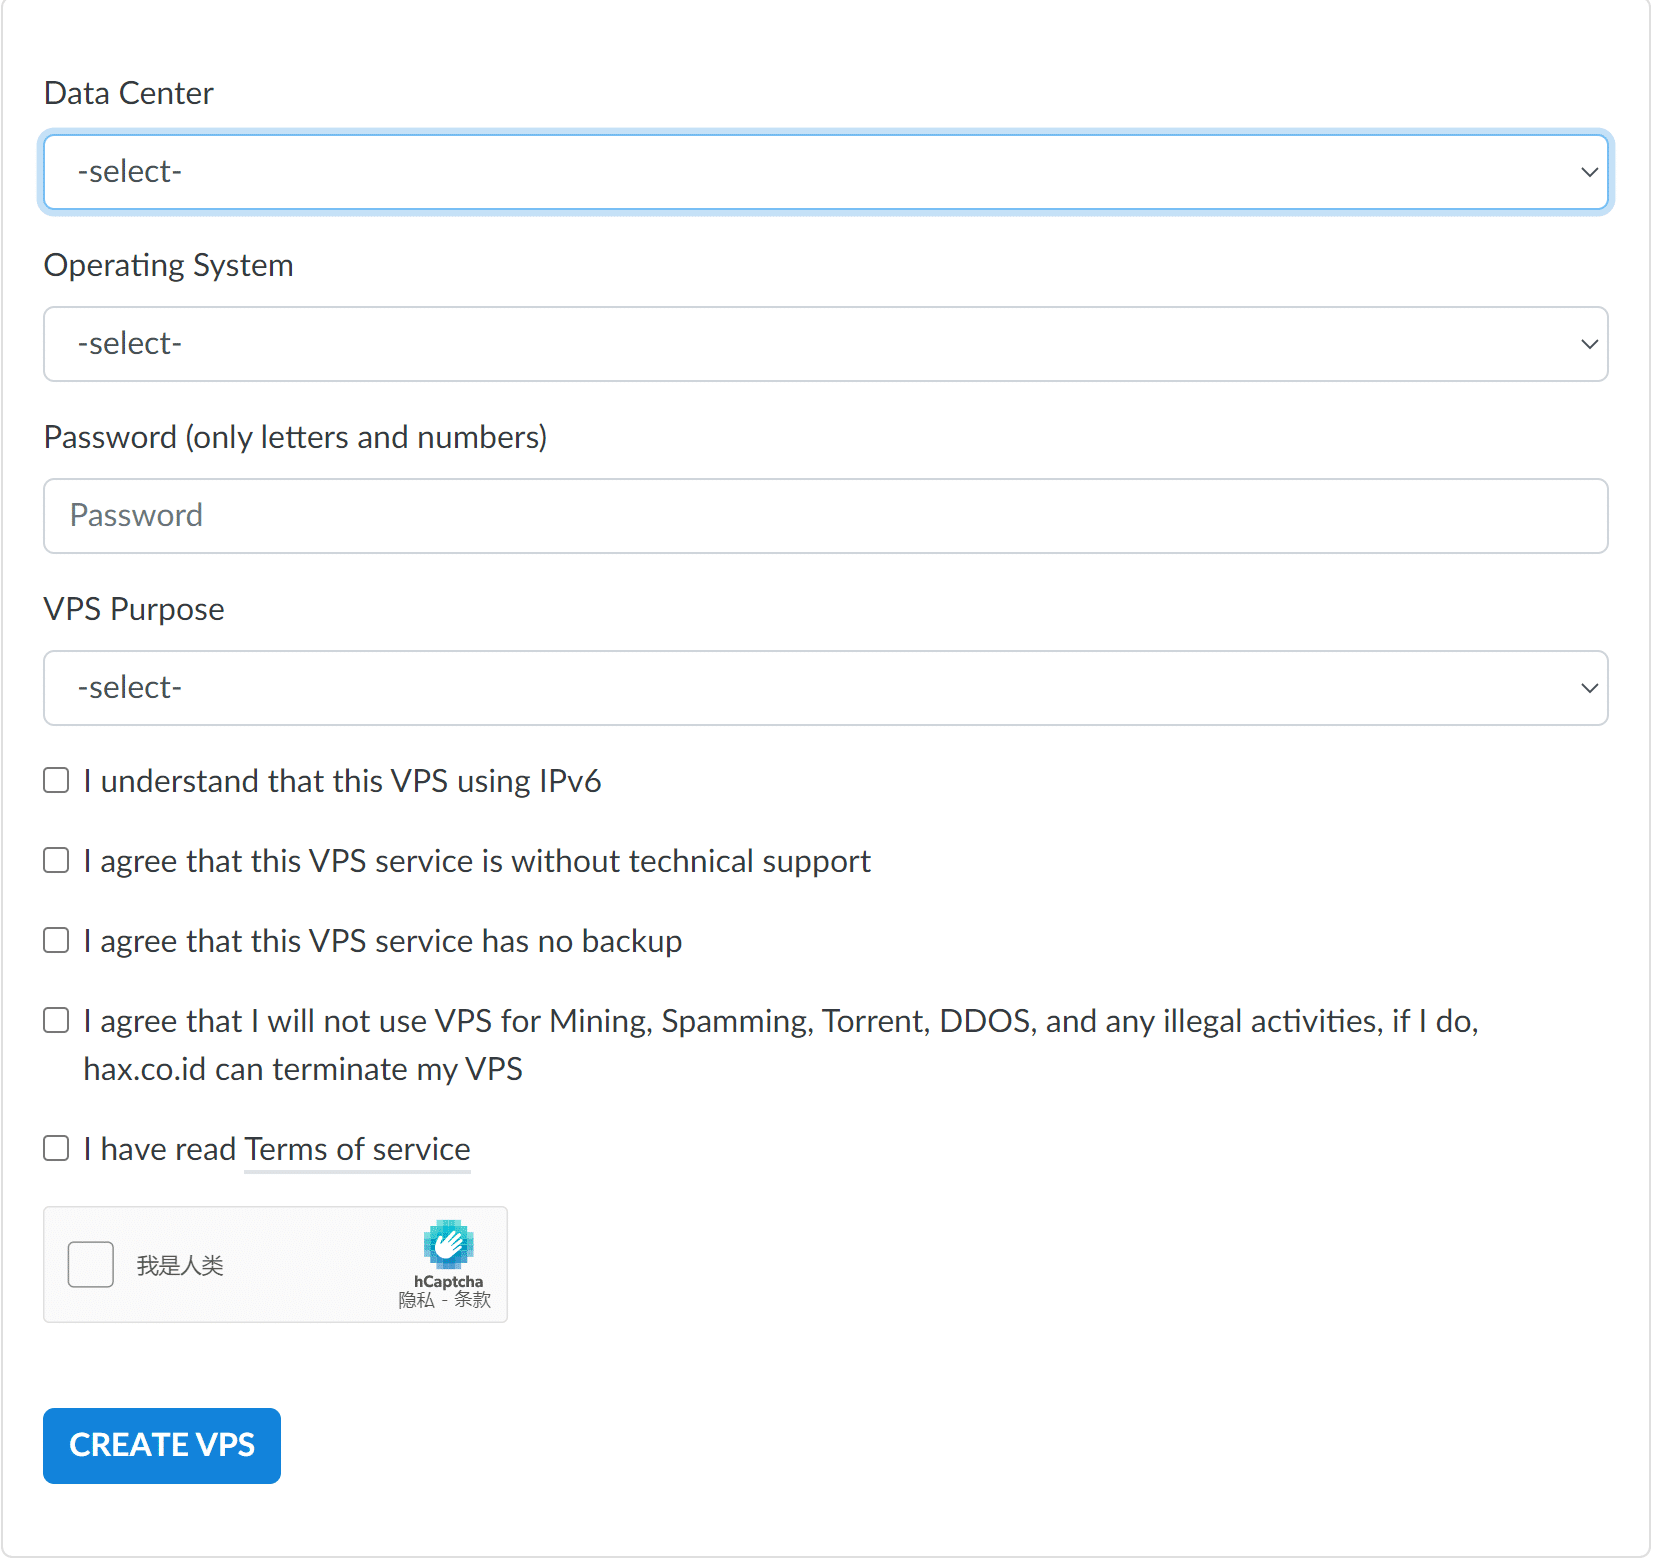 Data Center
-select-
Operating System
-select-
Password (only letters and numbers)
Password
VPS Purpose
-select-
I understand that this VPS using IPv6
I agree that this VPS service is without technical support
I agree that this VPS service has no backup
I agree that I will not use VPS for Mining, Spamming, Torrent, DDOS, and any illegal activities, if I do,
hax.co.id can terminate my VPS
I have read Terms of service
我是人类
hCaptcha
隐私 - 条款
CREATE VPS